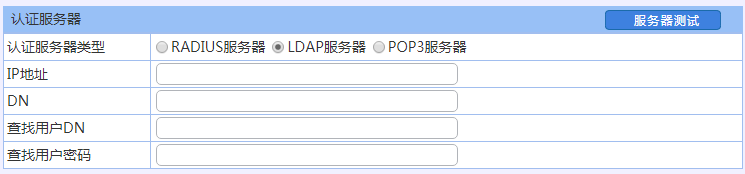 认证服务器 服务器测试
认证服务器类型 RADIUS服务器 LDAP服务器 POP3服务器
IP地址
DN
查找用户DN
查找用户密码